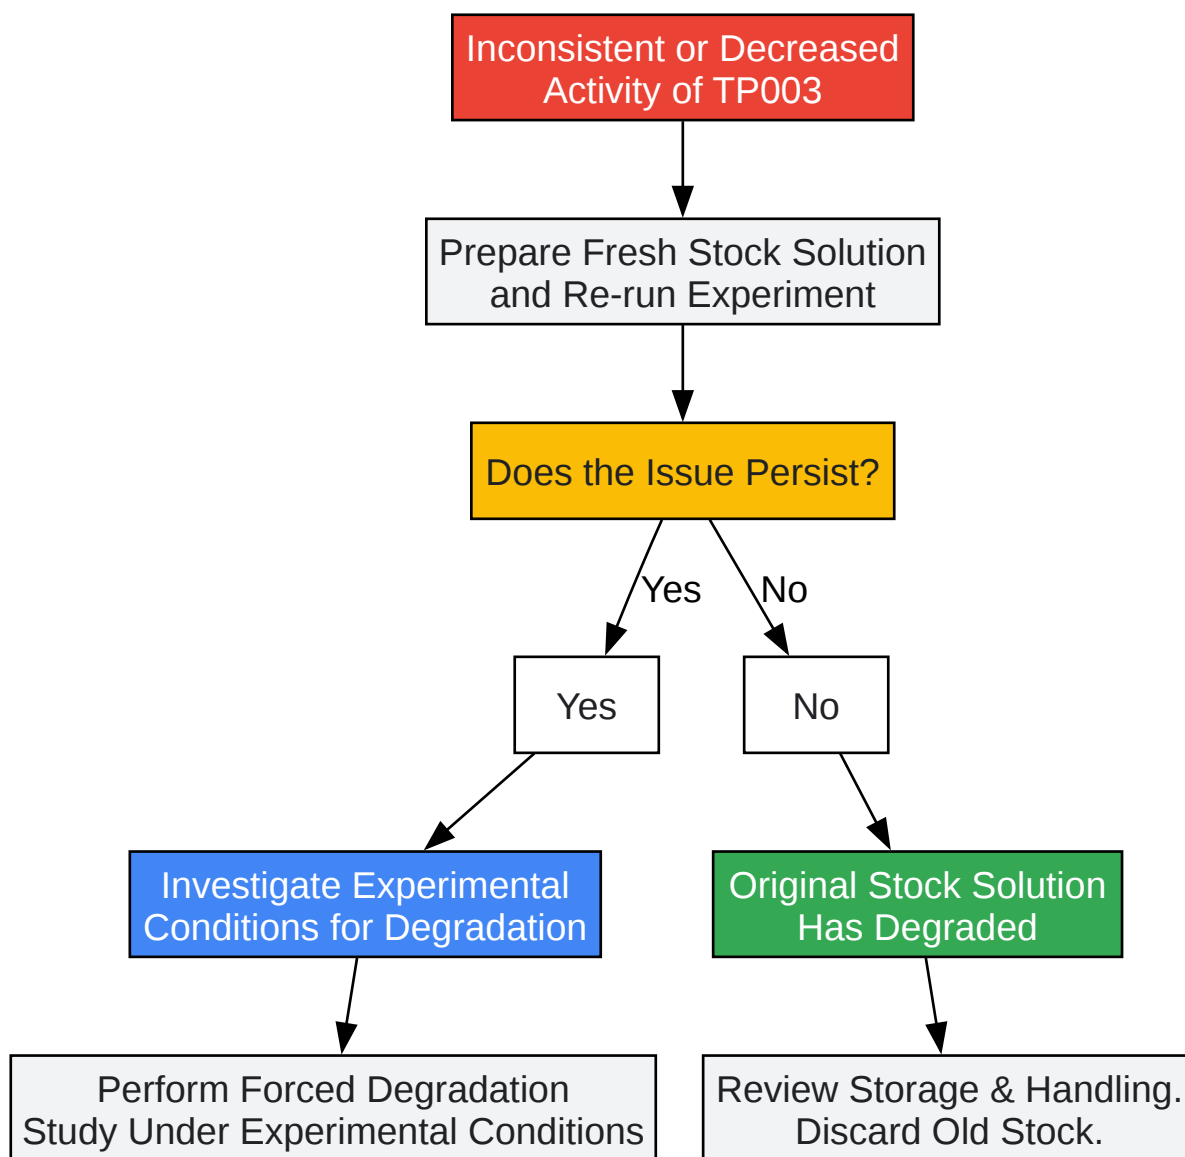 Inconsistent or Decreased
Activity of TP003
Prepare Fresh Stock Solution
and Re-run Experiment
Does the Issue Persist?
Yes
No
Yes
No
Investigate Experimental
Conditions for Degradation
Original Stock Solution
Has Degraded
Perform Forced Degradation
Study Under Experimental Conditions
Review Storage & Handling.
Discard Old Stock.